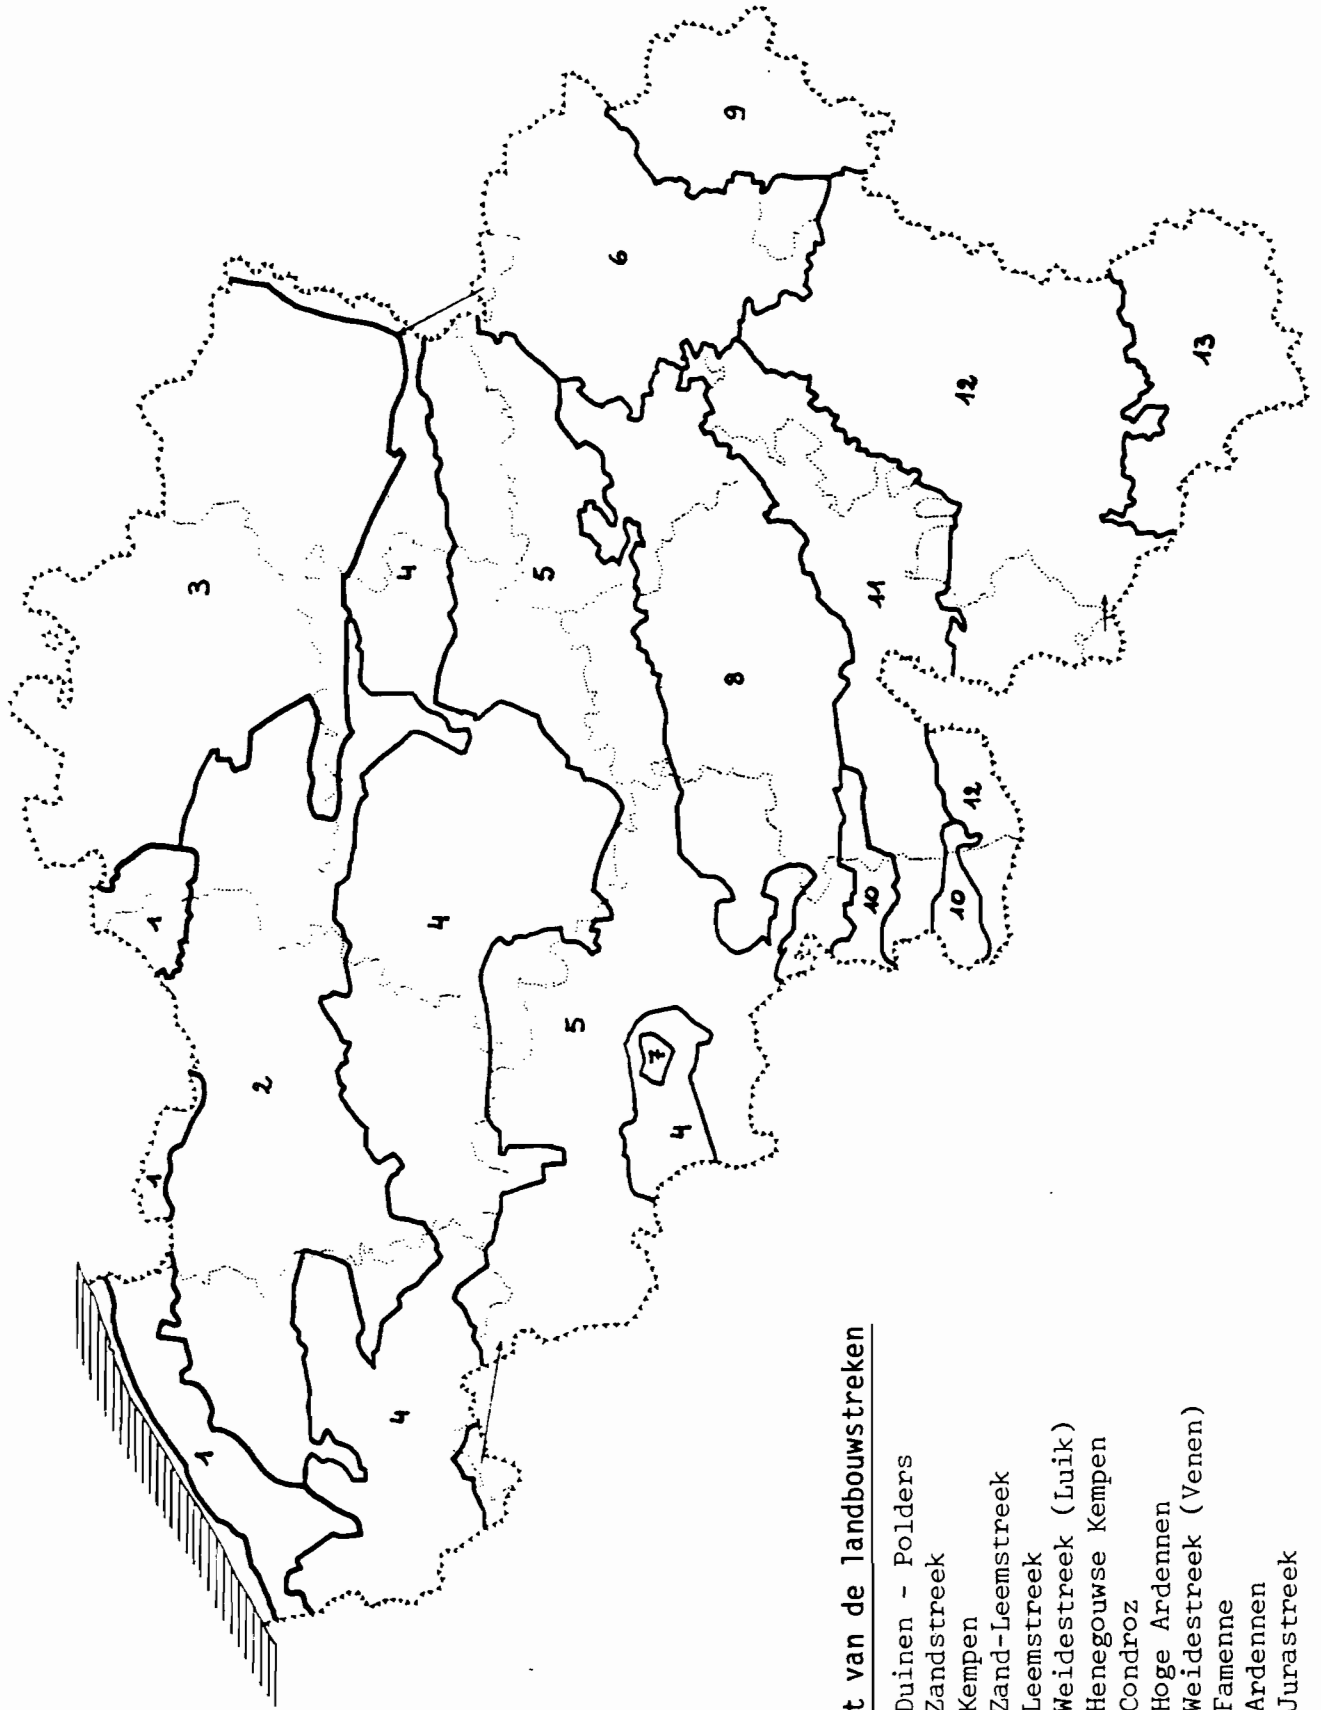 t van de landbouwstreken
Duinen - Polders
Zandstreek
Kempen
Zand-Leemstreek
Leemstreek
Weidestreek (Luik)
Henegouwse Kempen
Condroz
Hoge Ardennen
Weidestreek (Venen)
Famenne
Ardennen
Jurastreek
1
1
1
2
3
4
4
4
4
5
5
6
7
8
9
10
10
11
12
12
13